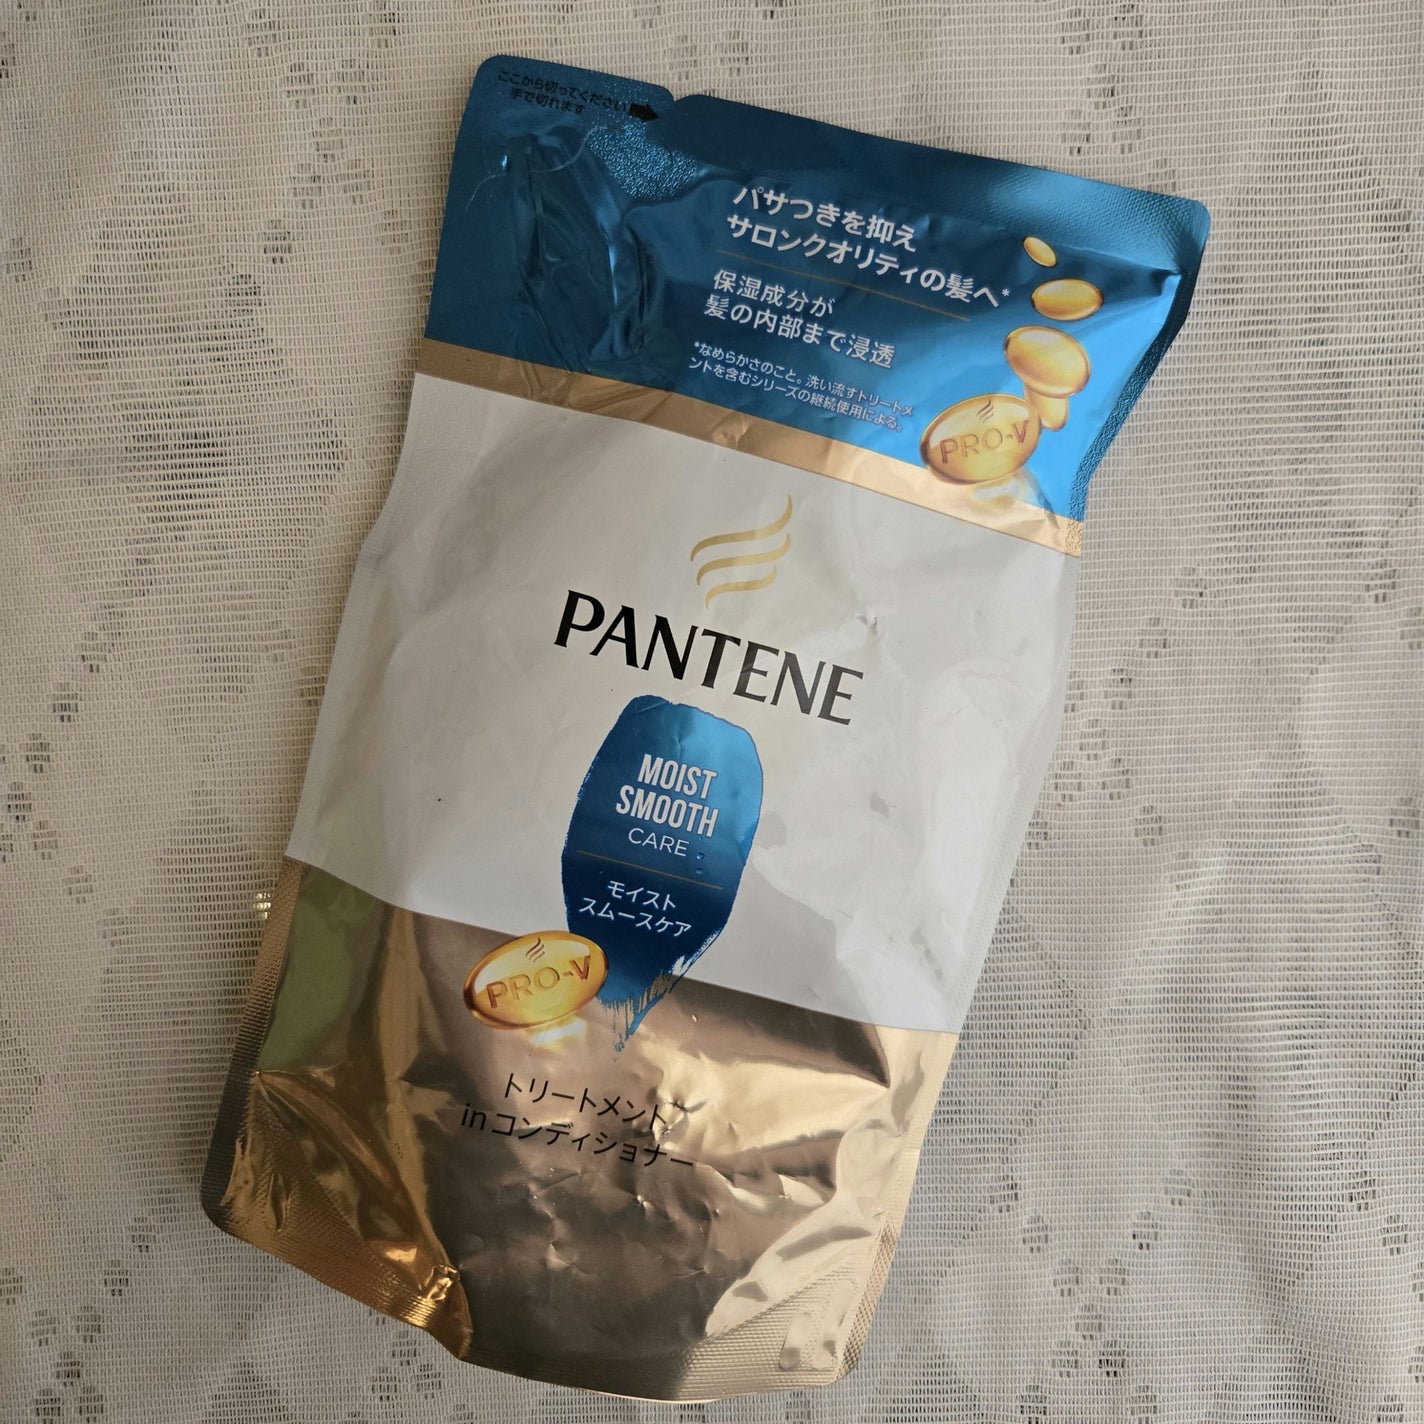 ここから切ってください
手で切れます
パサつきを抑え
サロンクオリティの髪へ*
保湿成分が
髪の内部まで浸透
*なめらかさのこと。洗い流すトリートメ
ントを含むシリーズの継続使用による。
PRO-V
PANTENE
MOIST
SMOOTH
CARE
モイスト
スムースケア
PRO-V
トリートメント
inコンディショナー